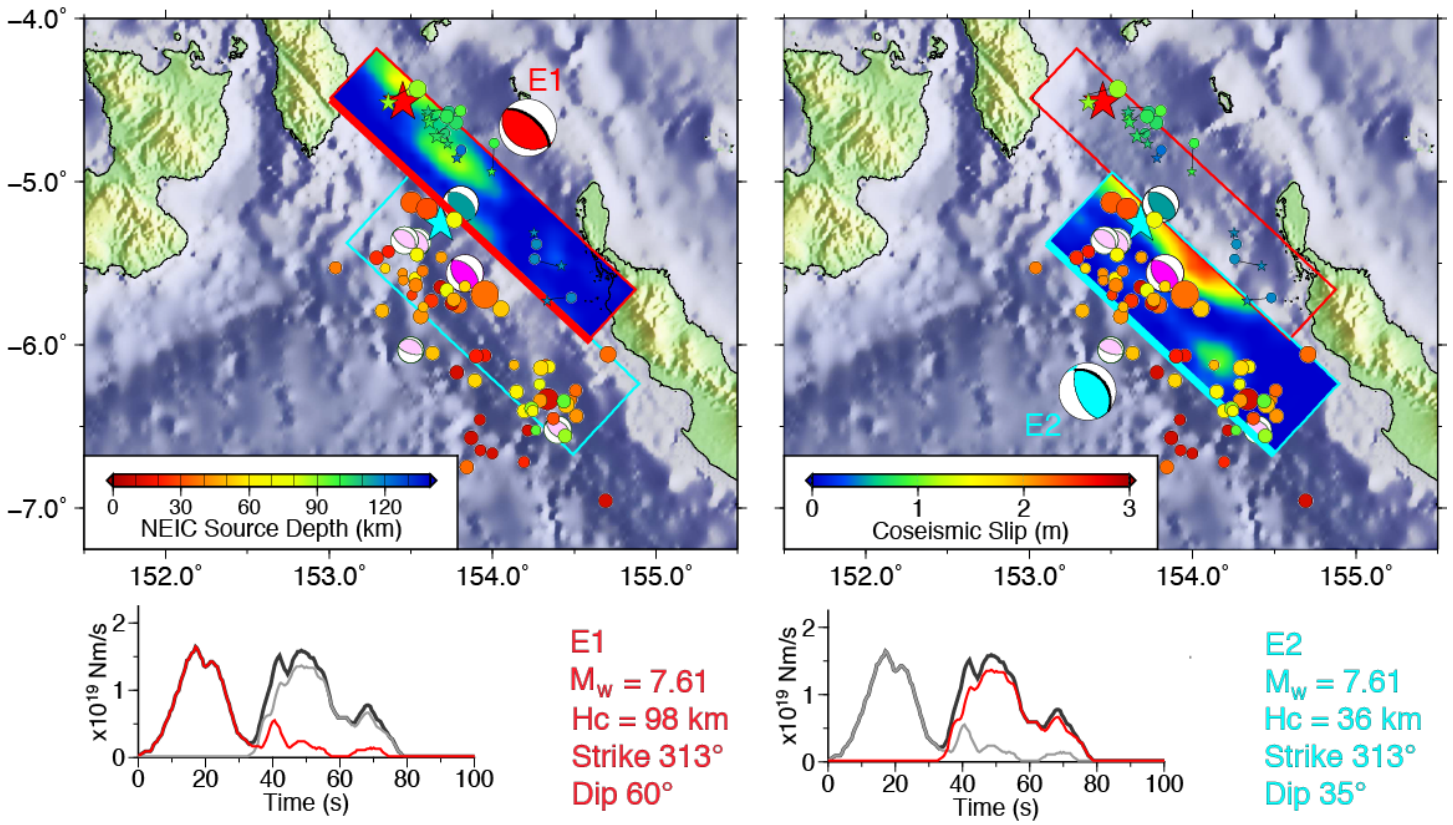 −4.0°
−5.0°
−6.0°
−7.0°
E1
0 30 60 90 120
NEIC Source Depth (km)
152.0° 153.0° 154.0° 155.0°
E2
0 1 2 3
Coseismic Slip (m)
152.0° 153.0° 154.0° 155.0°
x10¹⁹ Nm/s
2
1
0
0 20 40 60 80 100
Time (s)
E1
Mw = 7.61
Hc = 98 km
Strike 313°
Dip 60°
x10¹⁹ Nm/s
2
1
0
0 20 40 60 80 100
Time (s)
E2
Mw = 7.61
Hc = 36 km
Strike 313°
Dip 35°